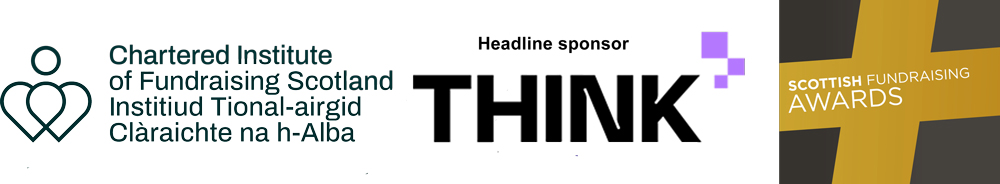 Chartered Institute
of Fundraising Scotland
Institiud Tional-airgid
Clàraichte na h-Alba
Headline sponsor
THINK
SCOTTISH FUNDRAISING
AWARDS